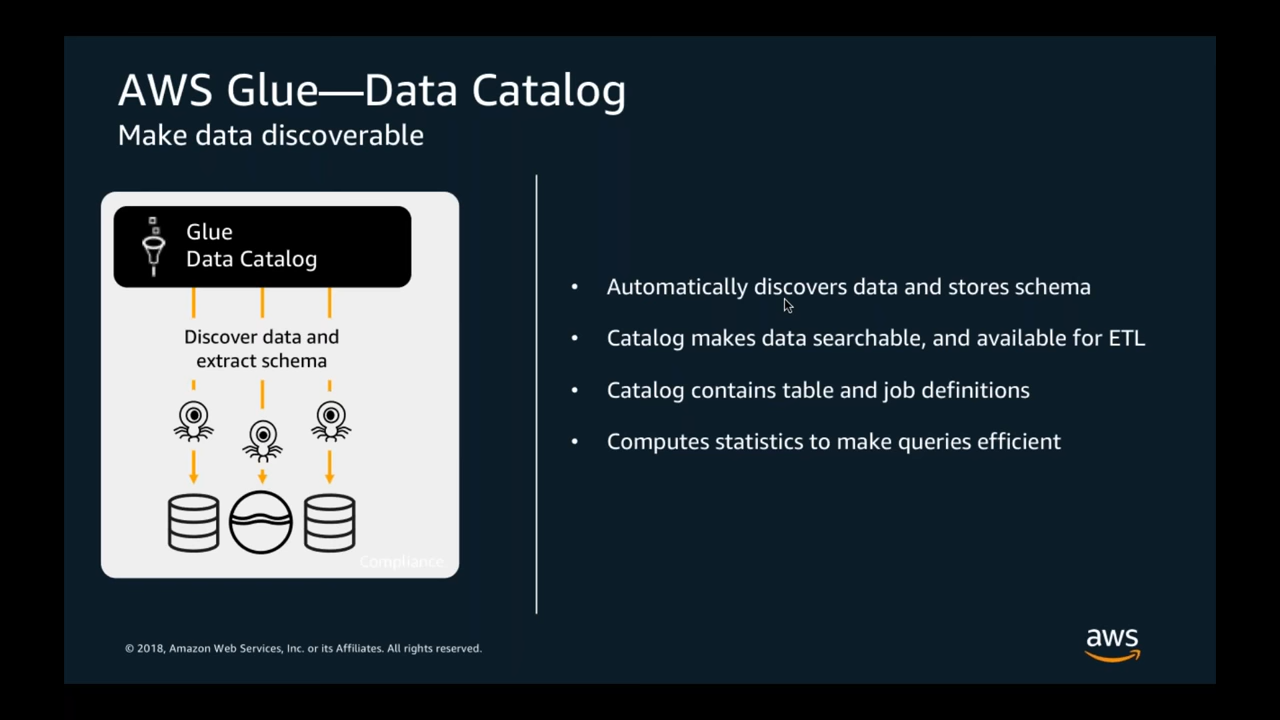 AWS Glue—Data Catalog
Make data discoverable
Glue
Data Catalog
Discover data and
extract schema
Compliance
• Automatically discovers data and stores schema
• Catalog makes data searchable, and available for ETL
• Catalog contains table and job definitions
• Computes statistics to make queries efficient
© 2018, Amazon Web Services, Inc. or its Affiliates. All rights reserved.
aws